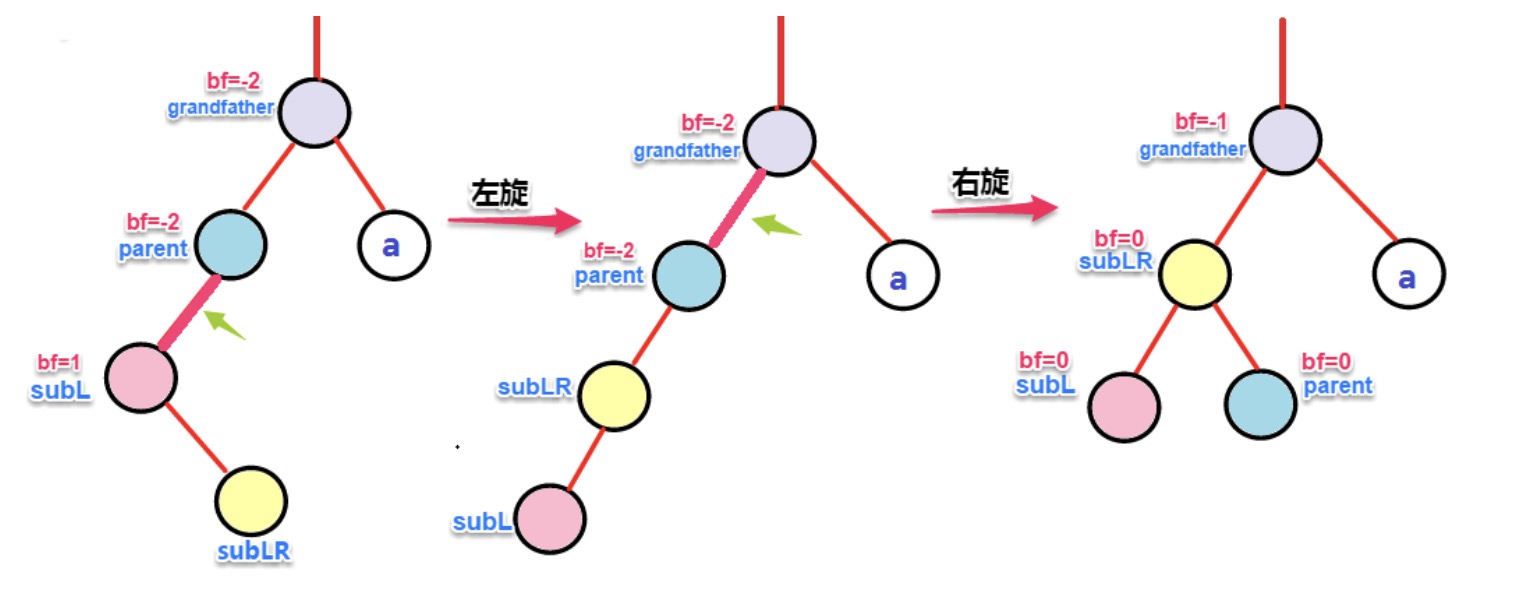 bf=-2
grandfather
bf=-2
parent
a
bf=1
subL
subLR
左旋
bf=-2
grandfather
bf=-2
parent
a
subLR
subL
右旋
bf=-1
grandfather
bf=0
subLR
a
bf=0
subL
bf=0
parent